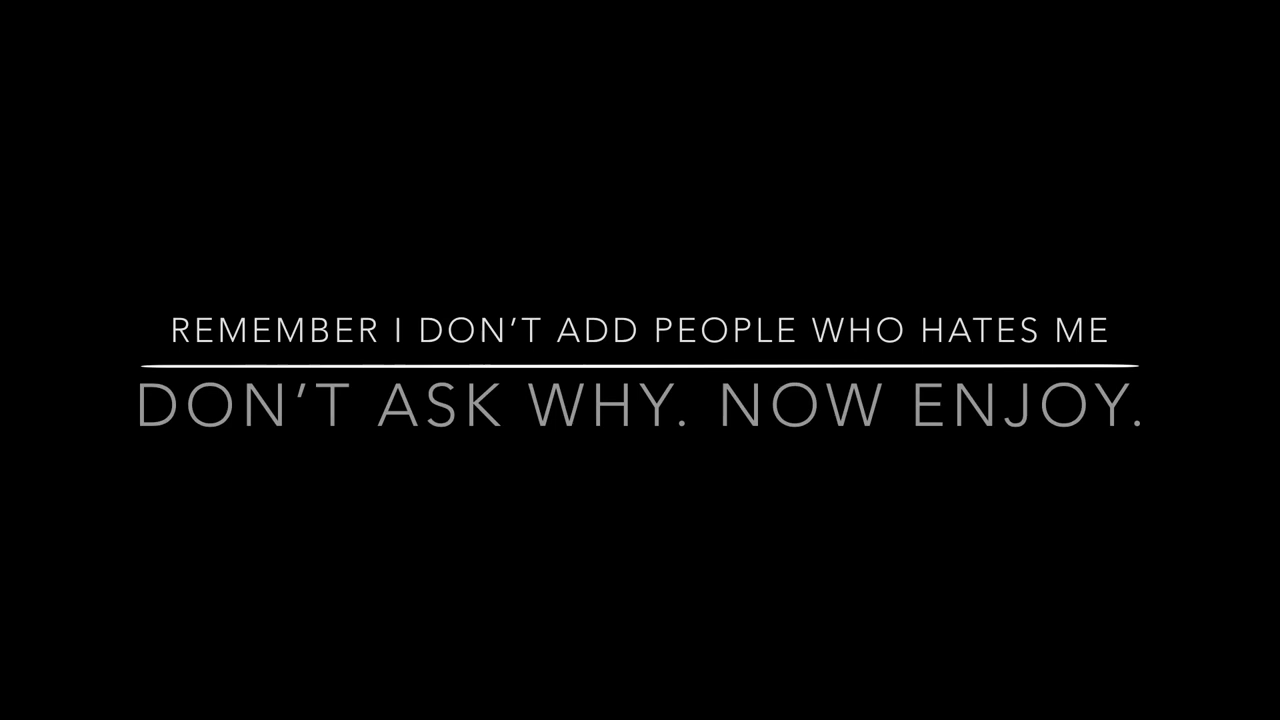 REMEMBER I DON’T ADD PEOPLE WHO HATES ME
DON’T ASK WHY. NOW ENJOY.